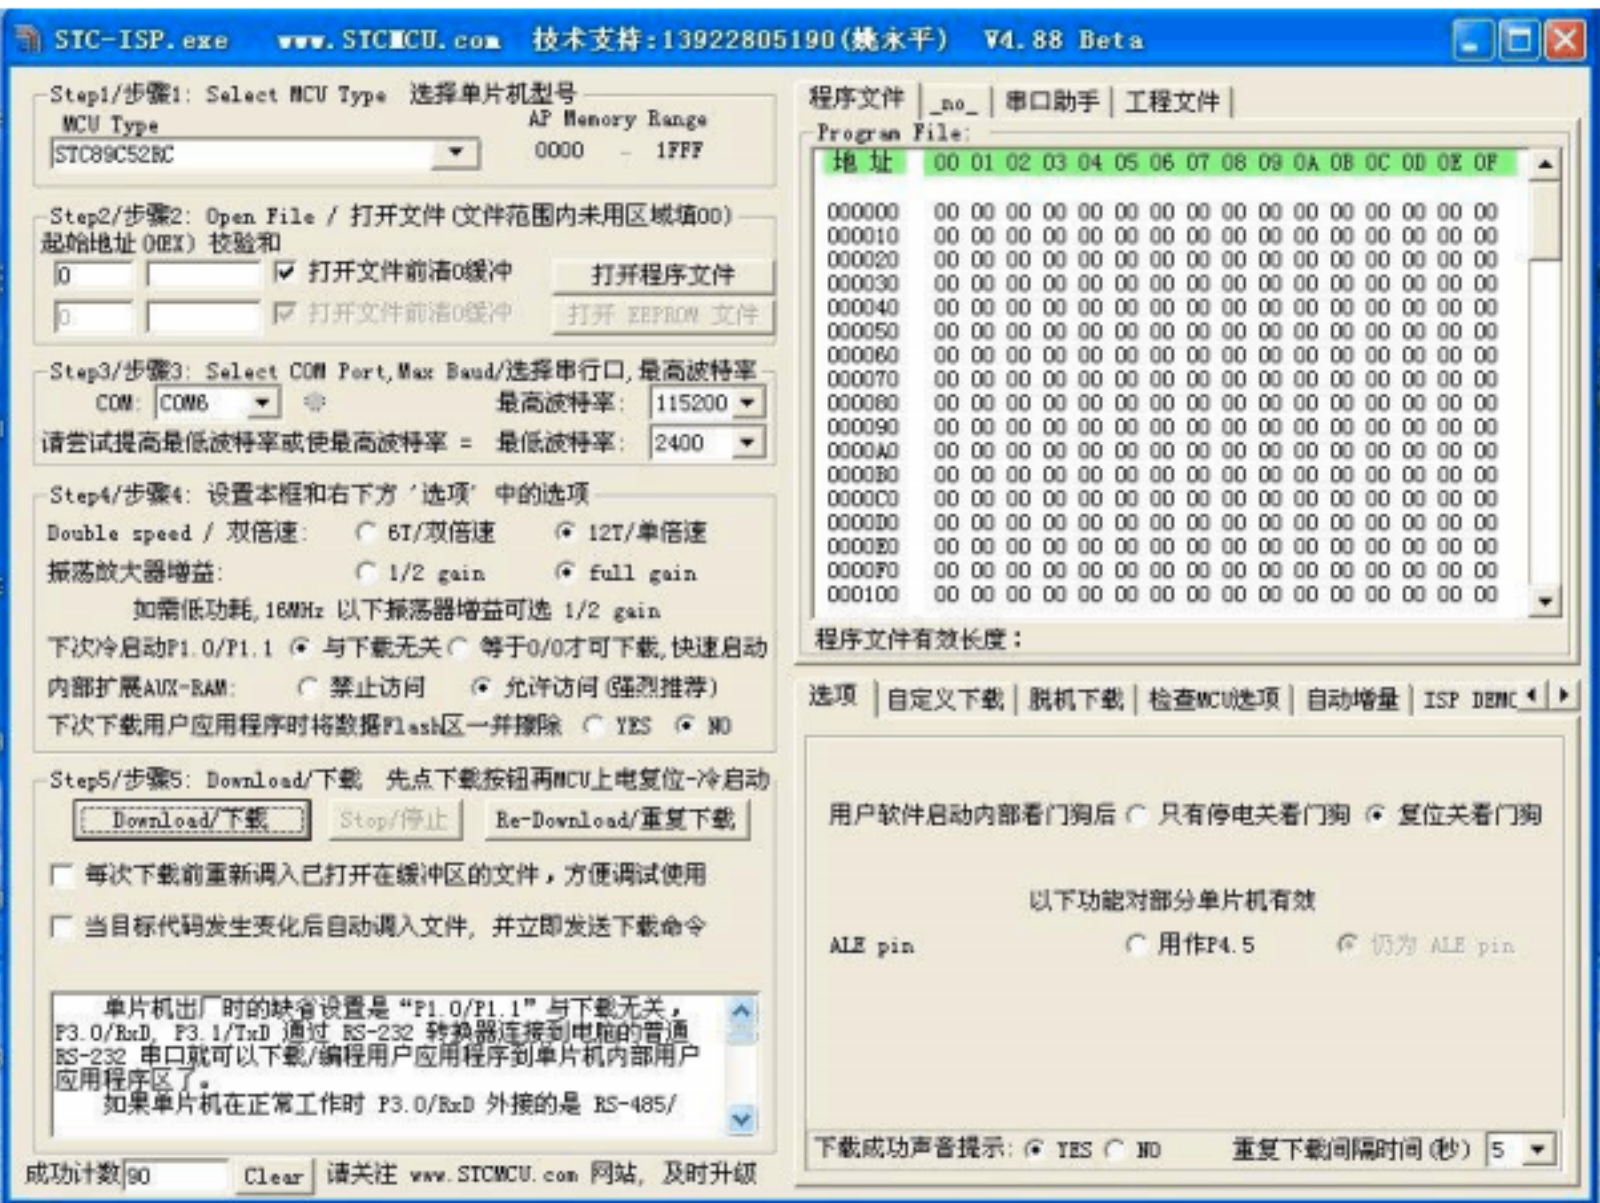 STC-ISP.exe www.STCMCU.com 技术支持:13922805190(姚永平) V4.88 Beta
Step1/步骤1: Select MCU Type 选择单片机型号
MCU Type AP Memory Range
STC89C52RC 0000 - 1FFF
Step2/步骤2: Open File / 打开文件(文件范围内未用区域填00)
起始地址(HEX) 校验和
0 打开文件前清0缓冲 打开程序文件
0 打开文件前清0缓冲 打开 EEPROM 文件
Step3/步骤3: Select COM Port,Max Baud/选择串行口,最高波特率
COM: COM6 最高波特率: 115200
请尝试提高最低波特率或使最高波特率 = 最低波特率: 2400
Step4/步骤4: 设置本框和右下方 '选项' 中的选项
Double speed / 双倍速: 6T/双倍速 12T/单倍速
振荡放大器增益: 1/2 gain full gain
如需低功耗,16MHz 以下振荡器增益可选 1/2 gain
下次冷启动P1.0/P1.1 与下载无关 等于0/0才可下载,快速启动
内部扩展AUX-RAM: 禁止访问 允许访问(强烈推荐)
下次下载用户应用程序时将数据Flash区一并擦除 YES NO
Step5/步骤5: Download/下载 先点下载按钮再MCU上电复位-冷启动
Download/下载 Stop/停止 Re-Download/重复下载
每次下载前重新调入已打开在缓冲区的文件，方便调试使用
当目标代码发生变化后自动调入文件, 并立即发送下载命令
单片机出厂时的缺省设置是“P1.0/P1.1”与下载无关，
P3.0/RxD, P3.1/TxD 通过 RS-232 转换器连接到电脑的普通
RS-232 串口就可以下载/编程用户应用程序到单片机内部用户
应用程序区了。
如果单片机在正常工作时 P3.0/RxD 外接的是 RS-485/
成功计数 90 Clear 请关注 www.STCMCU.com 网站, 及时升级
程序文件 _no_ 串口助手 工程文件
Program File:
地址 00 01 02 03 04 05 06 07 08 09 0A 0B 0C 0D 0E 0F
000000 00 00 00 00 00 00 00 00 00 00 00 00 00 00 00 00
000010 00 00 00 00 00 00 00 00 00 00 00 00 00 00 00 00
000020 00 00 00 00 00 00 00 00 00 00 00 00 00 00 00 00
000030 00 00 00 00 00 00 00 00 00 00 00 00 00 00 00 00
000040 00 00 00 00 00 00 00 00 00 00 00 00 00 00 00 00
000050 00 00 00 00 00 00 00 00 00 00 00 00 00 00 00 00
000060 00 00 00 00 00 00 00 00 00 00 00 00 00 00 00 00
000070 00 00 00 00 00 00 00 00 00 00 00 00 00 00 00 00
000080 00 00 00 00 00 00 00 00 00 00 00 00 00 00 00 00
000090 00 00 00 00 00 00 00 00 00 00 00 00 00 00 00 00
0000A0 00 00 00 00 00 00 00 00 00 00 00 00 00 00 00 00
0000B0 00 00 00 00 00 00 00 00 00 00 00 00 00 00 00 00
0000C0 00 00 00 00 00 00 00 00 00 00 00 00 00 00 00 00
0000D0 00 00 00 00 00 00 00 00 00 00 00 00 00 00 00 00
0000E0 00 00 00 00 00 00 00 00 00 00 00 00 00 00 00 00
0000F0 00 00 00 00 00 00 00 00 00 00 00 00 00 00 00 00
000100 00 00 00 00 00 00 00 00 00 00 00 00 00 00 00 00
程序文件有效长度：
选项 自定义下载 脱机下载 检查MCU选项 自动增量 ISP DEMO
用户软件启动内部看门狗后 只有停电关看门狗 复位关看门狗
以下功能对部分单片机有效
ALE pin 用作P4.5 仍为 ALE pin
下载成功声音提示: YES NO 重复下载间隔时间(秒) 5